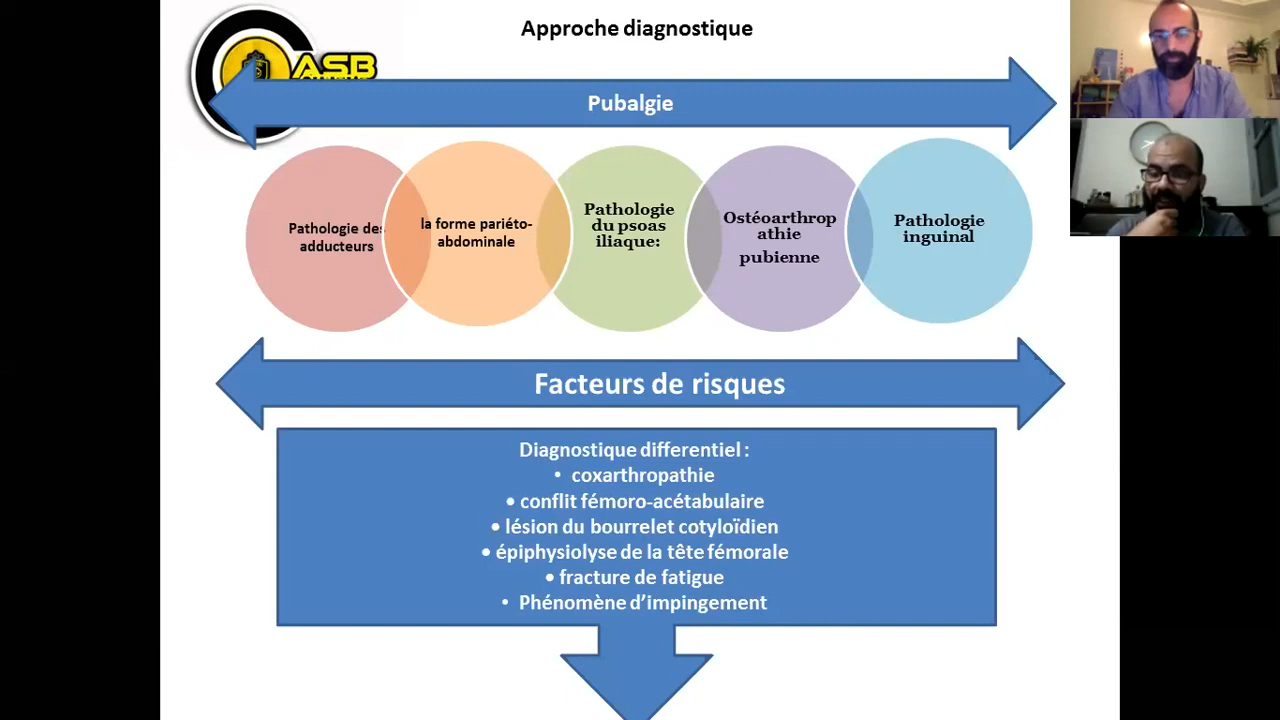 Approche diagnostique
ASB
Pubalgie
Pathologie des
adducteurs
la forme pariéto-
abdominale
Pathologie
du psoas
iliaque:
Ostéoarthrop
athie
pubienne
Pathologie
inguinal
Facteurs de risques
Diagnostique differentiel :
• coxarthropathie
• conflit fémoro-acétabulaire
• lésion du bourrelet cotyloïdien
• épiphysiolyse de la tête fémorale
• fracture de fatigue
• Phénomène d’impingement